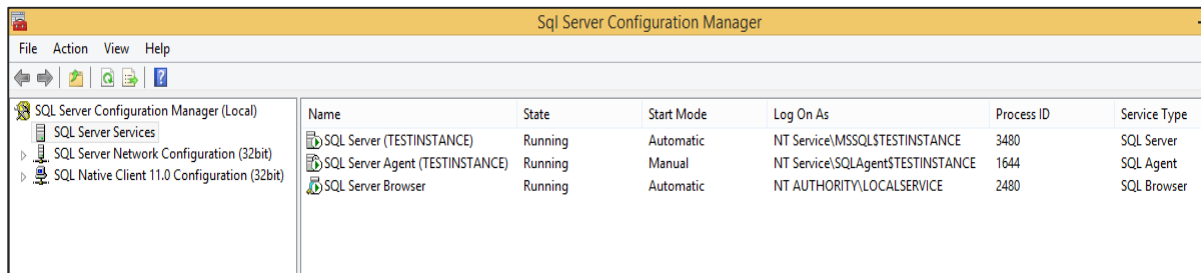 Sql Server Configuration Manager
File Action View Help
SQL Server Configuration Manager (Local)
SQL Server Services
SQL Server Network Configuration (32bit)
SQL Native Client 11.0 Configuration (32bit)
Name State Start Mode Log On As Process ID Service Type
SQL Server (TESTINSTANCE) Running Automatic NT Service\MSSQL$TESTINSTANCE 3480 SQL Server
SQL Server Agent (TESTINSTANCE) Running Manual NT Service\SQLAgent$TESTINSTANCE 1644 SQL Agent
SQL Server Browser Running Automatic NT AUTHORITY\LOCALSERVICE 2480 SQL Browser